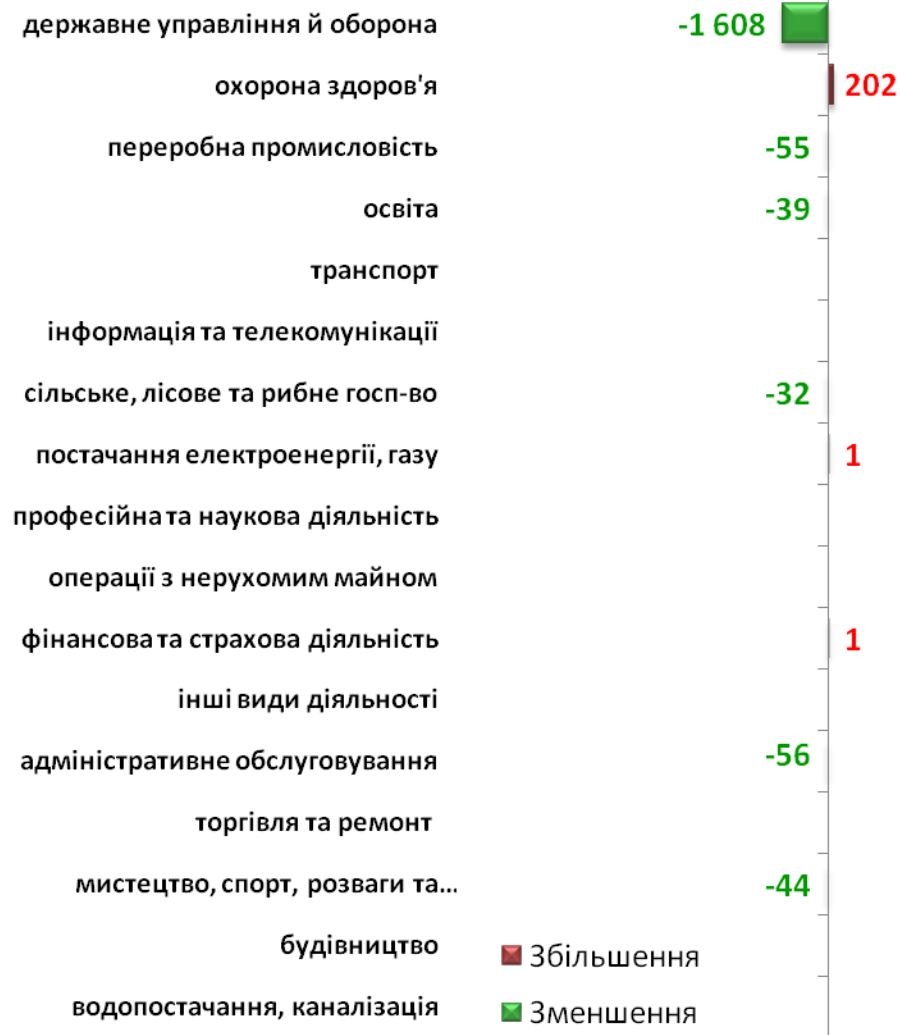 державне управління й оборона -1 608
охорона здоров'я 202
переробна промисловість -55
освіта -39
транспорт
інформація та телекомунікації
сільське, лісове та рибне госп-во -32
постачання електроенергії, газу 1
професійна та наукова діяльність
операції з нерухомим майном
фінансова та страхова діяльність 1
інші види діяльності
адміністративне обслуговування -56
торгівля та ремонт
мистецтво, спорт, розваги та... -44
будівництво
Збільшення
водопостачання, каналізація
Зменшення